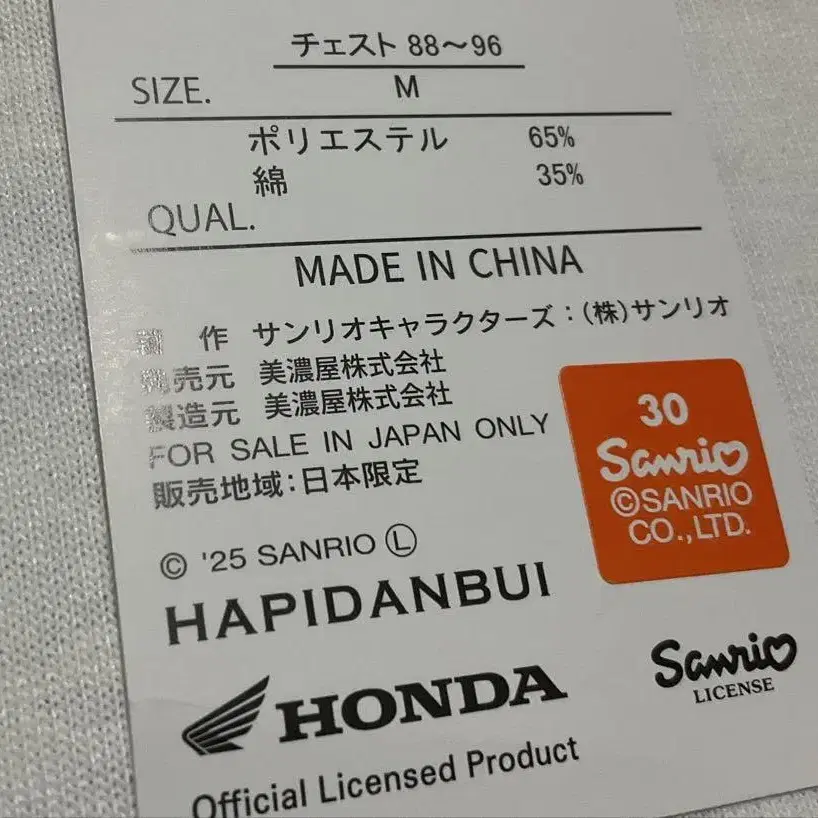 チェスト 88～96
SIZE. M
ポリエステル 65%
綿 35%
QUAL.
MADE IN CHINA
作 サンリオキャラクターズ：(株)サンリオ
発売元 美濃屋株式会社
製造元 美濃屋株式会社
FOR SALE IN JAPAN ONLY
販売地域：日本限定
© '25 SANRIO Ⓛ
HAPIDANBUI
30
Sanrio
©SANRIO
CO.,LTD.
HONDA
Official Licensed Product
Sanrio
LICENSE